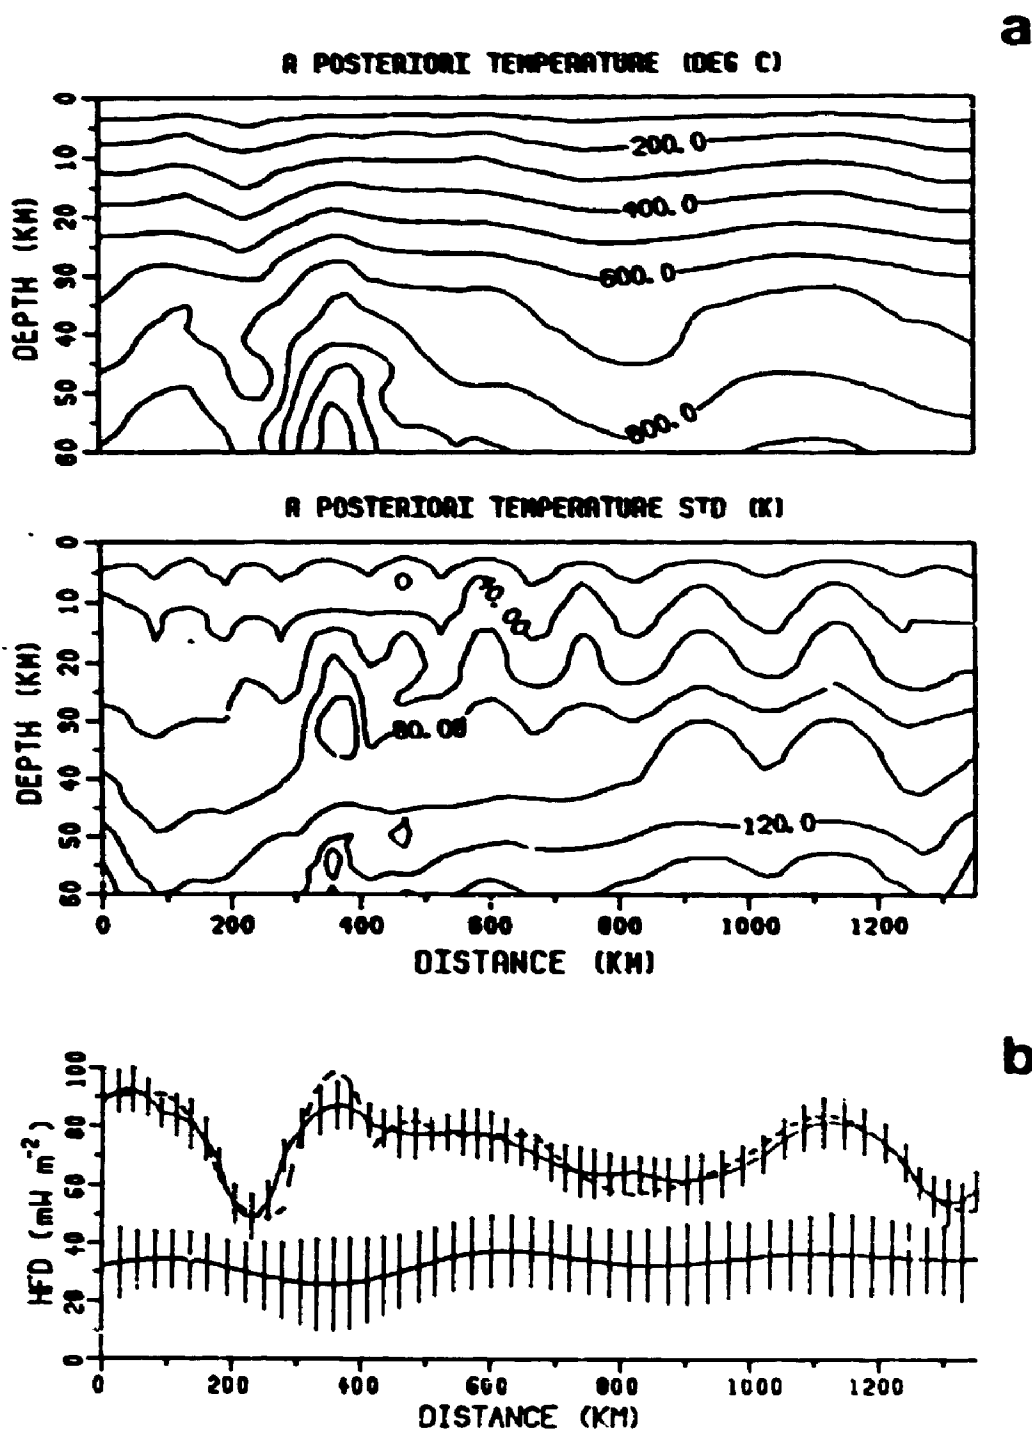 a
A POSTERIORI TEMPERATURE (DEG C)
0
10
20
30
40
50
60
DEPTH (KM)
200.0
400.0
600.0
800.0
A POSTERIORI TEMPERATURE STD (K)
0
10
20
30
40
50
60
DEPTH (KM)
40.00
80.00
120.0
0 200 400 600 800 1000 1200
DISTANCE (KM)
b
100
80
60
40
20
0
HFD (mW m⁻²)
0 200 400 600 800 1000 1200
DISTANCE (KM)